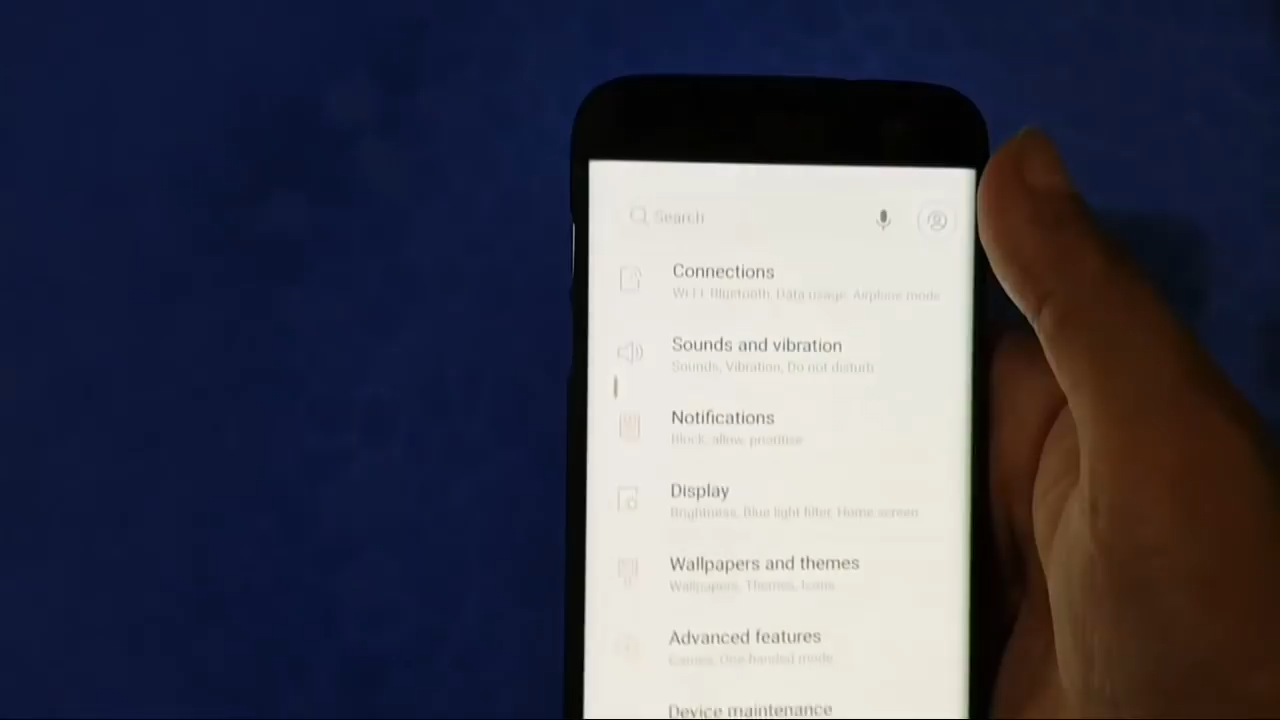 Search
Connections
Wi-Fi, Bluetooth, Data usage, Airplane mode
Sounds and vibration
Sounds, Vibration, Do not disturb
Notifications
Block, allow, prioritise
Display
Brightness, Blue light filter, Home screen
Wallpapers and themes
Wallpapers, Themes, Icons
Advanced features
Games, One-handed mode
Device maintenance